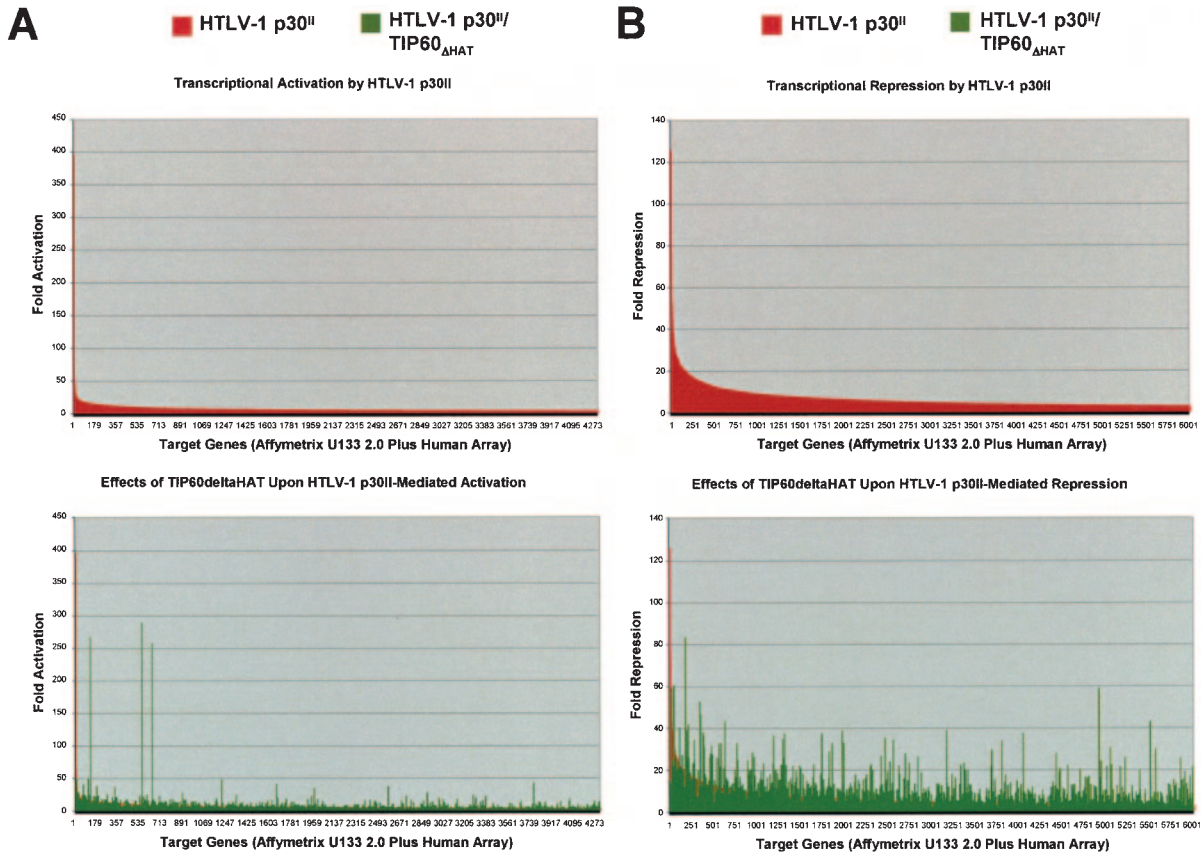 A
HTLV-1 p30II
HTLV-1 p30II/
TIP60ΔHAT
Transcriptional Activation by HTLV-1 p30II
Fold Activation
450
400
350
300
250
200
150
100
50
0
1 179 357 535 713 891 1069 1247 1425 1603 1781 1959 2137 2315 2493 2671 2849 3027 3205 3383 3561 3739 3917 4095 4273
Target Genes (Affymetrix U133 2.0 Plus Human Array)
Effects of TIP60deltaHAT Upon HTLV-1 p30II-Mediated Activation
Fold Activation
450
400
350
300
250
200
150
100
50
0
1 179 357 535 713 891 1069 1247 1425 1603 1781 1959 2137 2315 2493 2671 2849 3027 3205 3383 3561 3739 3917 4095 4273
Target Genes (Affymetrix U133 2.0 Plus Human Array)
B
HTLV-1 p30II
HTLV-1 p30II/
TIP60ΔHAT
Transcriptional Repression by HTLV-1 p30II
Fold Repression
140
120
100
80
60
40
20
0
1 251 501 751 1001 1251 1501 1751 2001 2251 2501 2751 3001 3251 3501 3751 4001 4251 4501 4751 5001 5251 5501 5751 6001
Target Genes (Affymetrix U133 2.0 Plus Human Array)
Effects of TIP60deltaHAT Upon HTLV-1 p30II-Mediated Repression
Fold Repression
140
120
100
80
60
40
20
0
1 251 501 751 1001 1251 1501 1751 2001 2251 2501 2751 3001 3251 3501 3751 4001 4251 4501 4751 5001 5251 5501 5751 6001
Target Genes (Affymetrix U133 2.0 Plus Human Array)